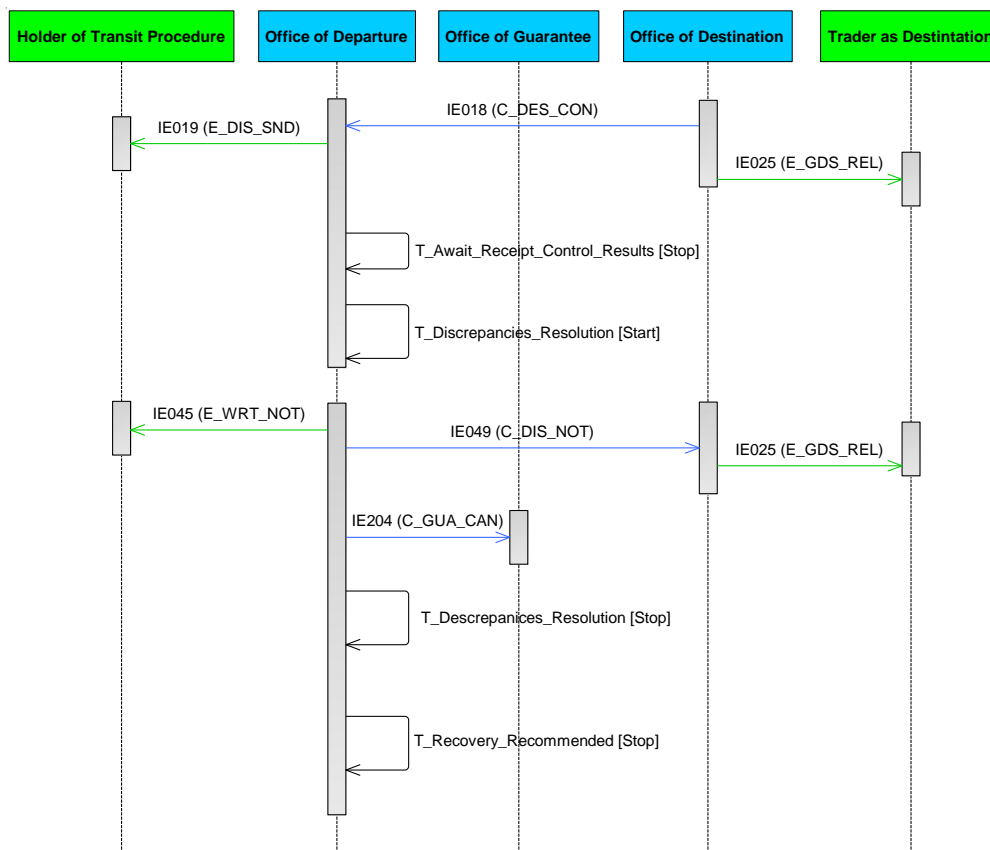 Holder of Transit Procedure
Office of Departure
Office of Guarantee
Office of Destination
Trader as Destintation
IE018 (C_DES_CON)
IE019 (E_DIS_SND)
IE025 (E_GDS_REL)
T_Await_Receipt_Control_Results [Stop]
T_Discrepancies_Resolution [Start]
IE045 (E_WRT_NOT)
IE049 (C_DIS_NOT)
IE025 (E_GDS_REL)
IE204 (C_GUA_CAN)
T_Descrepanices_Resolution [Stop]
T_Recovery_Recommended [Stop]